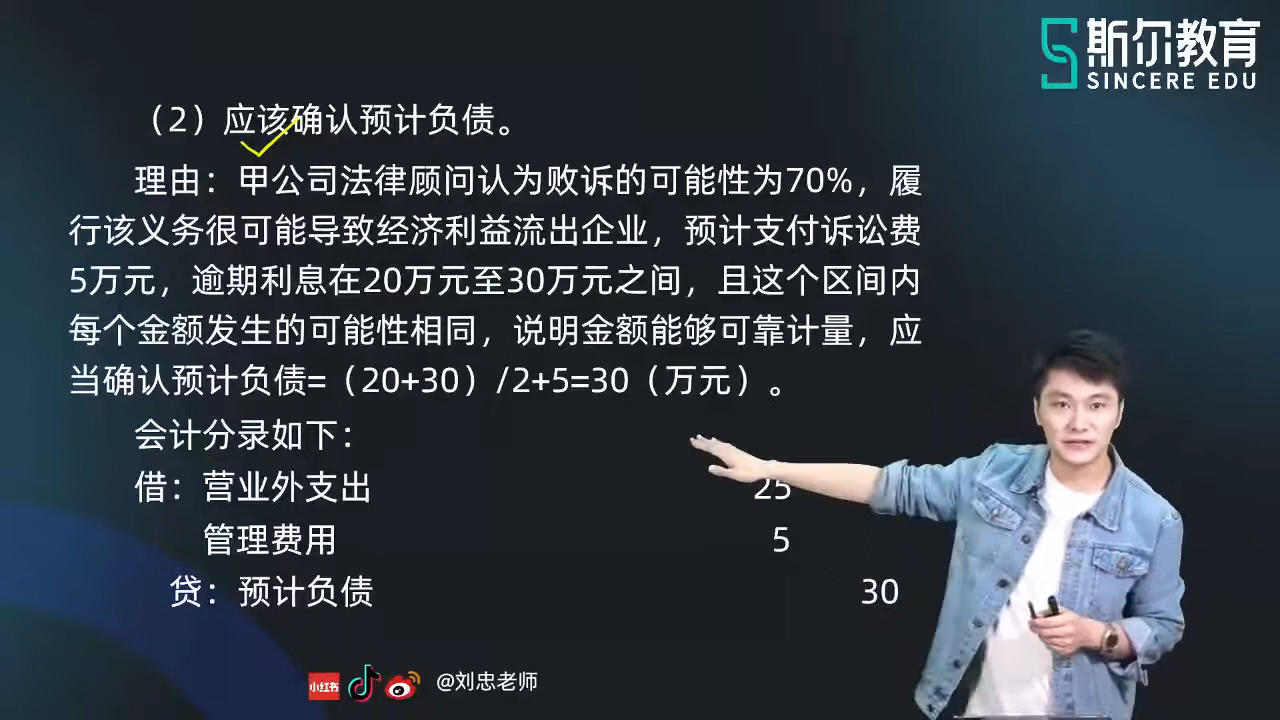 斯尔教育
SINCERE EDU
（2）应该确认预计负债。
理由：甲公司法律顾问认为败诉的可能性为70%，履
行该义务很可能导致经济利益流出企业，预计支付诉讼费
5万元，逾期利息在20万元至30万元之间，且这个区间内
每个金额发生的可能性相同，说明金额能够可靠计量，应
当确认预计负债=（20+30）/2+5=30（万元）。
会计分录如下：
借：营业外支出 25
管理费用 5
贷：预计负债 30
小红书 @刘忠老师